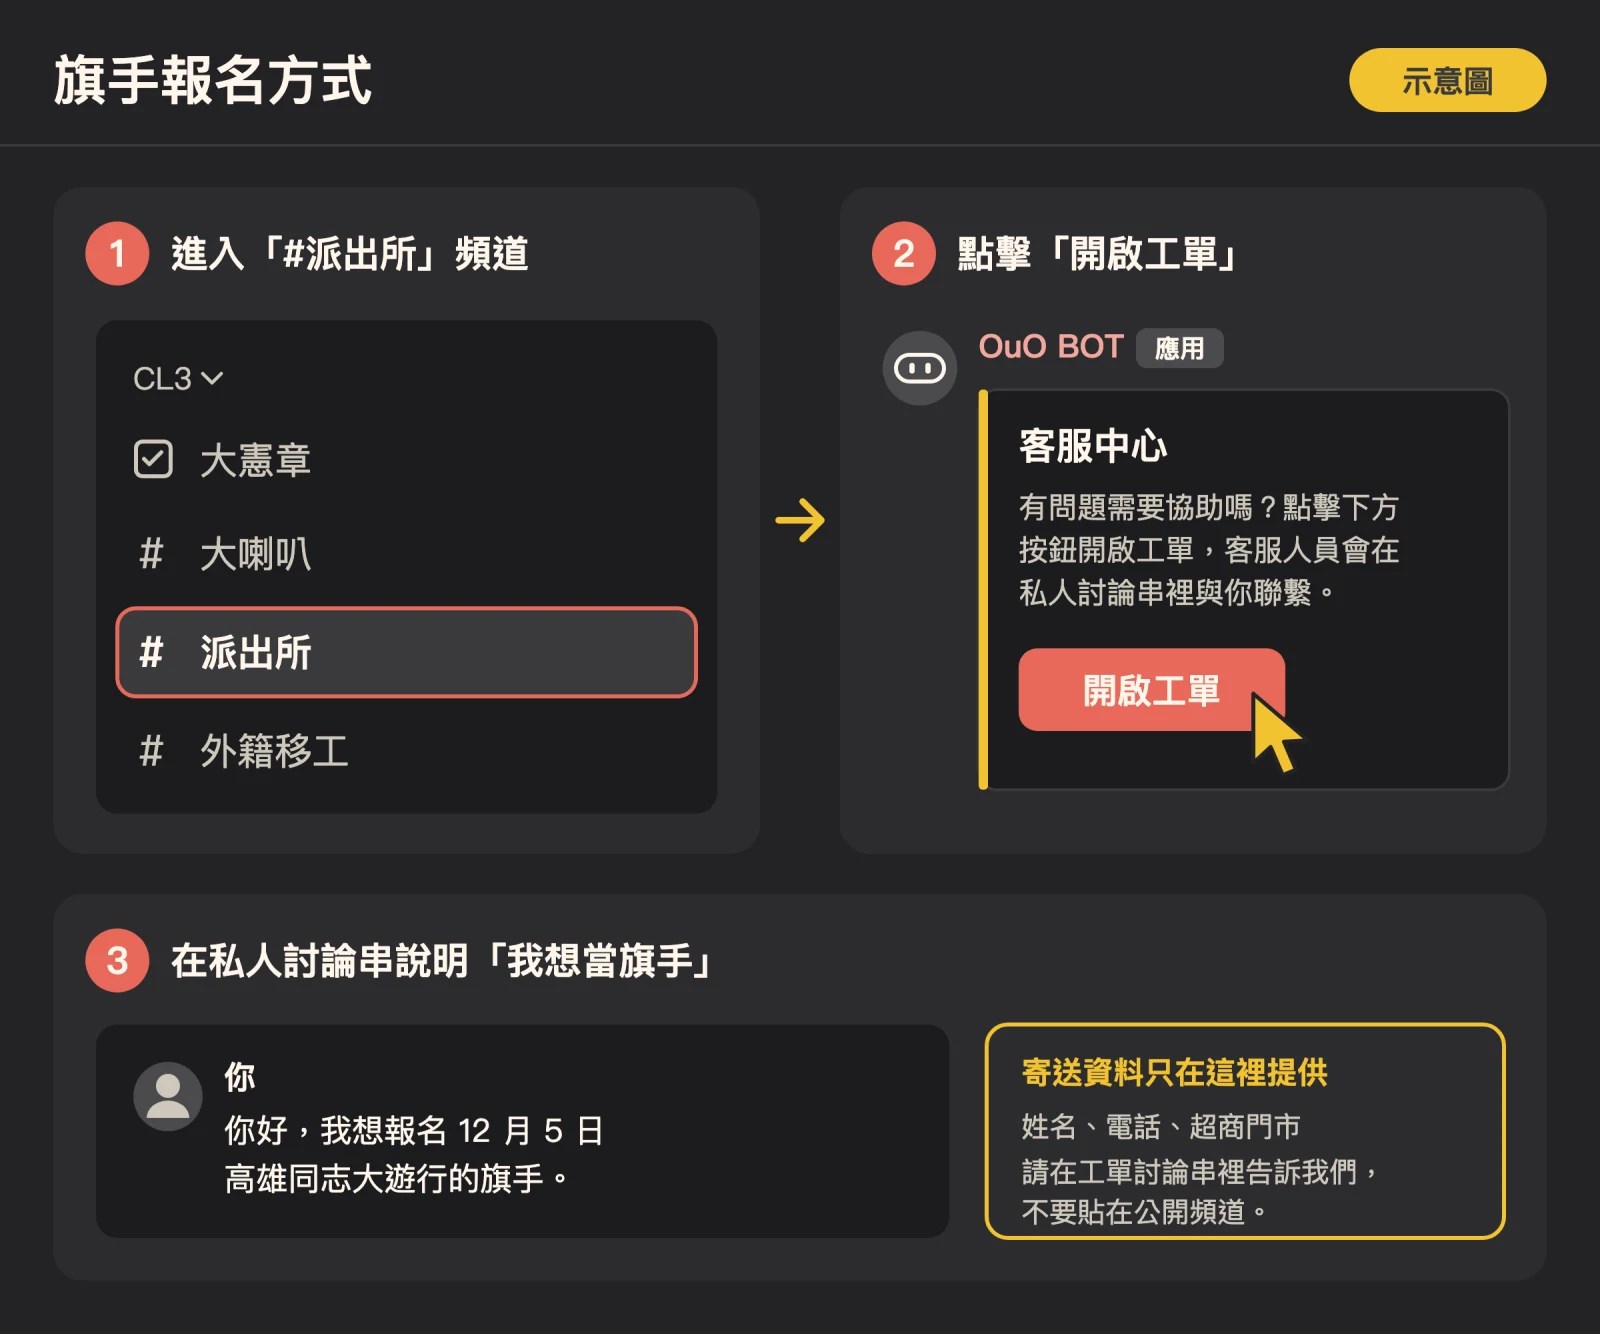 旗手報名方式
示意圖
1 進入「#派出所」頻道
CL3
大憲章
# 大喇叭
# 派出所
# 外籍移工
2 點擊「開啟工單」
OuO BOT 應用
客服中心
有問題需要協助嗎？點擊下方
按鈕開啟工單，客服人員會在
私人討論串裡與你聯繫。
開啟工單
3 在私人討論串說明「我想當旗手」
你
你好，我想報名 12 月 5 日
高雄同志大遊行的旗手。
寄送資料只在這裡提供
姓名、電話、超商門市
請在工單討論串裡告訴我們，
不要貼在公開頻道。